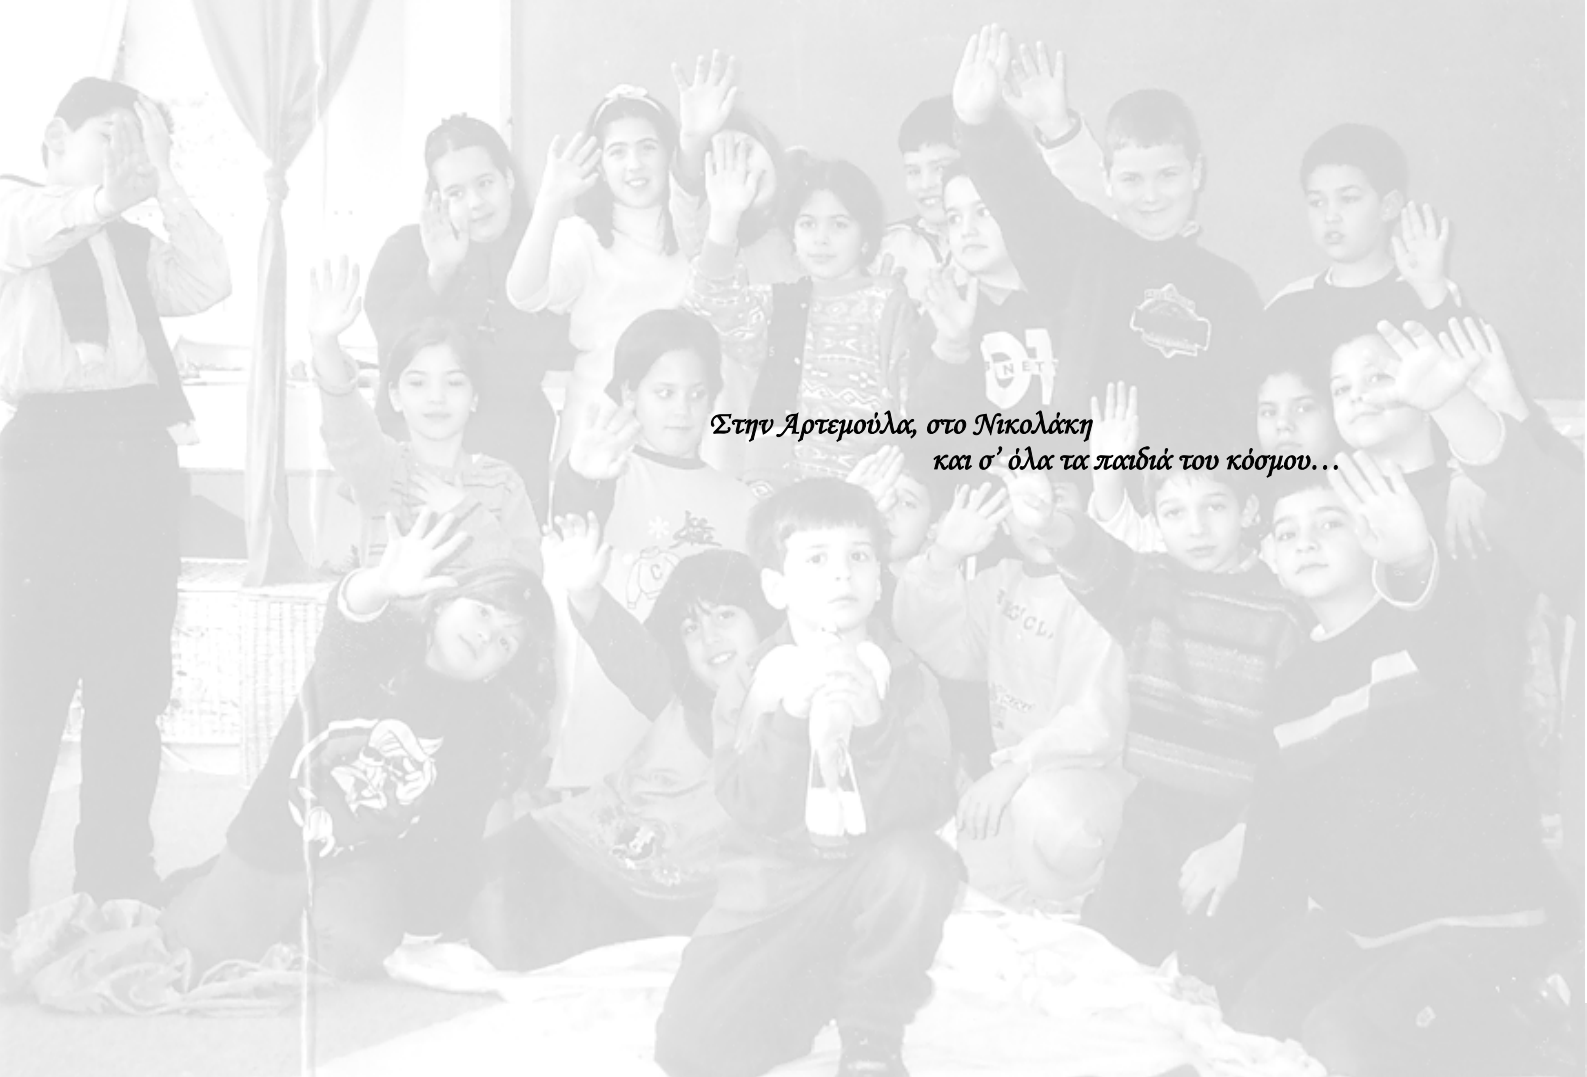 Στην Αρτεμούλα, στο Νικολάκη
και σ’ όλα τα παιδιά του κόσμου…